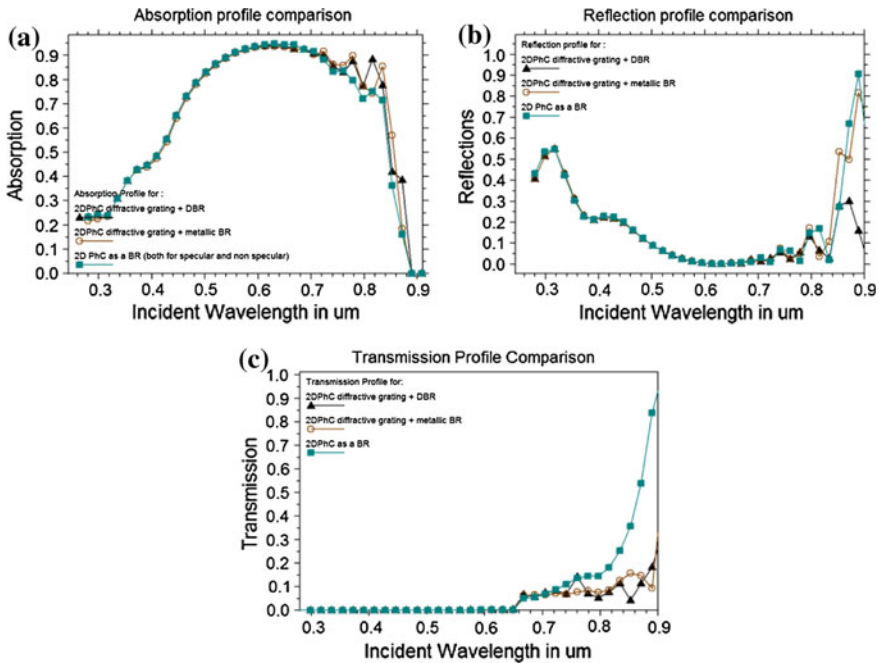 Absorption profile comparison
(a)
0.9
0.8
0.7
0.6
0.5
0.4
0.3
0.2
0.1
0.0
Absorption
Absorption Profile for :
2DPhC diffractive grating + DBR
2DPhC diffractive grating + metallic BR
2D PhC as a BR (both for specular and non specular)
0.3 0.4 0.5 0.6 0.7 0.8 0.9
Incident Wavelength in um
Reflection profile comparison
(b)
1.0
0.9
0.8
0.7
0.6
0.5
0.4
0.3
0.2
0.1
0.0
Reflections
Reflection profile for :
2DPhC diffractive grating + DBR
2DPhC diffractive grating + metallic BR
2D PhC as a BR
0.3 0.4 0.5 0.6 0.7 0.8 0.9
Incident Wavelength in um
(c)
Transmission Profile Comparison
1.0
0.9
0.8
0.7
0.6
0.5
0.4
0.3
0.2
0.1
0.0
Transmission
Transmission Profile for:
2DPhC diffractive grating + DBR
2DPhC diffractive grating + metallic BR
2DPhC as a BR
0.3 0.4 0.5 0.6 0.7 0.8 0.9
Incident Wavelength in um